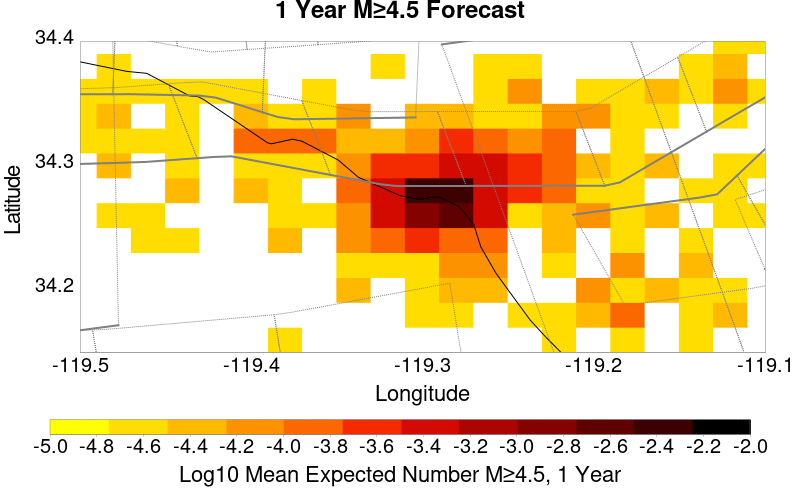 1 Year M≥4.5 Forecast
34.4
34.3
34.2
Latitude
-119.5 -119.4 -119.3 -119.2 -119.1
Longitude
-5.0 -4.8 -4.6 -4.4 -4.2 -4.0 -3.8 -3.6 -3.4 -3.2 -3.0 -2.8 -2.6 -2.4 -2.2 -2.0
Log10 Mean Expected Number M≥4.5, 1 Year